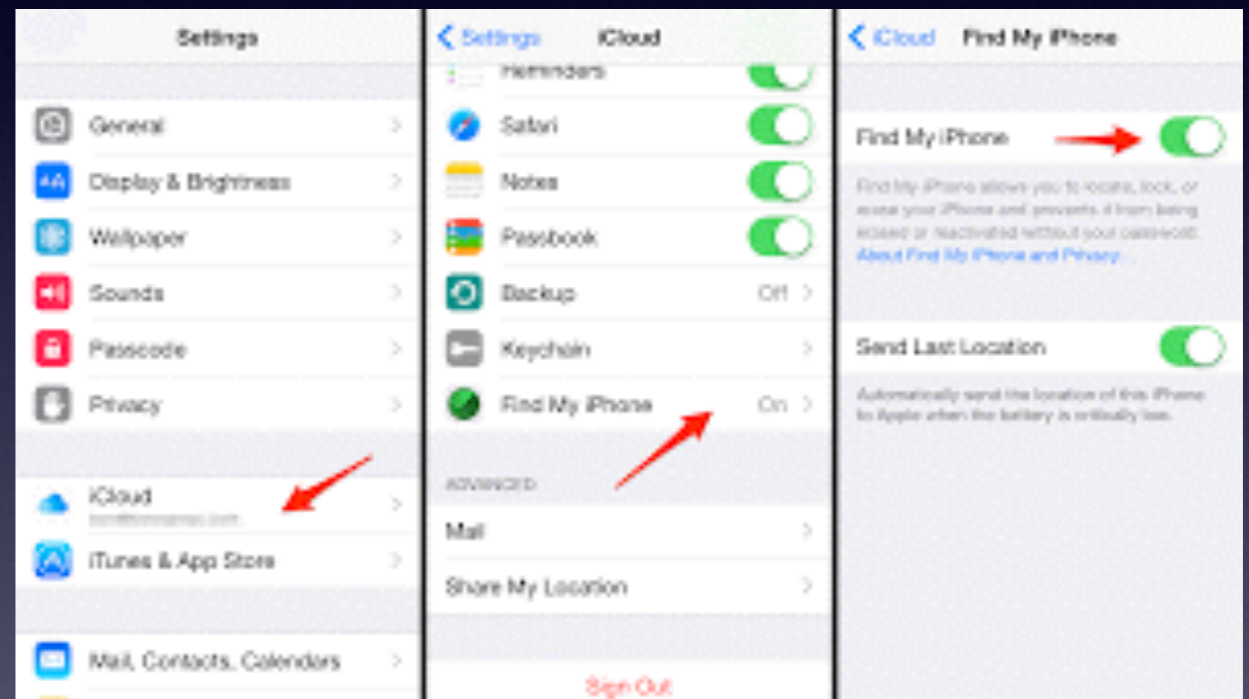 Settings
General
Display & Brightness
Wallpaper
Sounds
Passcode
Privacy
iCloud
iTunes & App Store
Mail, Contacts, Calendars
Settings
iCloud
Reminders
Safari
Notes
Passbook
Backup
Off
Keychain
Find My iPhone
On
ADVANCED
Mail
Share My Location
Sign Out
iCloud
Find My iPhone
Find My iPhone
Find My iPhone allows you to locate, lock, or
erase your iPhone and prevents it from being
erased or reactivated without your password.
About Find My iPhone and Privacy...
Send Last Location
Automatically send the location of this iPhone
to Apple when the battery is critically low.